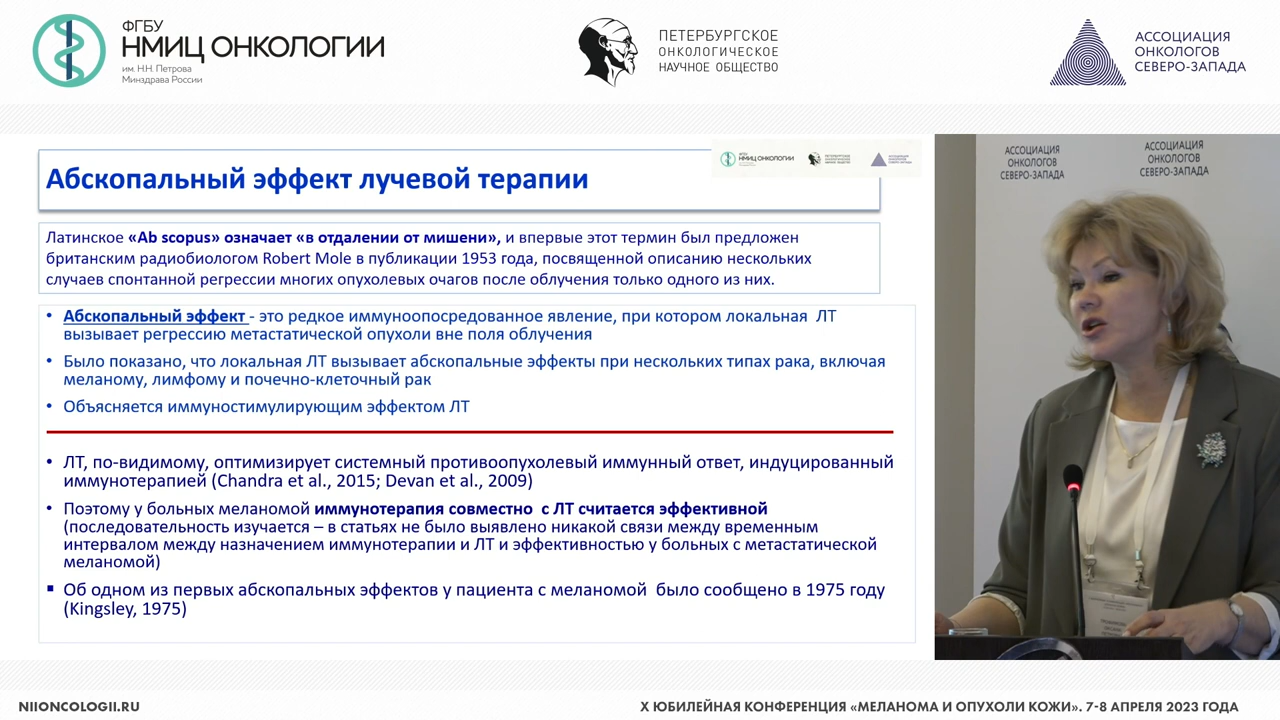 ФГБУ
НМИЦ ОНКОЛОГИИ
им. Н.Н. Петрова
Минздрава России
ПЕТЕРБУРГСКОЕ
ОНКОЛОГИЧЕСКОЕ
НАУЧНОЕ ОБЩЕСТВО
АССОЦИАЦИЯ
ОНКОЛОГОВ
СЕВЕРО-ЗАПАДА
НМИЦ ОНКОЛОГИИ
Абскопальный эффект лучевой терапии
Латинское «Ab scopus» означает «в отдалении от мишени», и впервые этот термин был предложен
британским радиобиологом Robert Mole в публикации 1953 года, посвященной описанию нескольких
случаев спонтанной регрессии многих опухолевых очагов после облучения только одного из них.
• Абскопальный эффект - это редкое иммуноопосредованное явление, при котором локальная ЛТ
вызывает регрессию метастатической опухоли вне поля облучения
• Было показано, что локальная ЛТ вызывает абскопальные эффекты при нескольких типах рака, включая
меланому, лимфому и почечно-клеточный рак
• Объясняется иммуностимулирующим эффектом ЛТ
• ЛТ, по-видимому, оптимизирует системный противоопухолевый иммунный ответ, индуцированный
иммунотерапией (Chandra et al., 2015; Devan et al., 2009)
• Поэтому у больных меланомой иммунотерапия совместно с ЛТ считается эффективной
(последовательность изучается – в статьях не было выявлено никакой связи между временным
интервалом между назначением иммунотерапии и ЛТ и эффективностью у больных с метастатической
меланомой)
▪ Об одном из первых абскопальных эффектов у пациента с меланомой было сообщено в 1975 году
(Kingsley, 1975)
АССОЦИАЦИЯ
ОНКОЛОГОВ
СЕВЕРО-ЗАПАДА
АССОЦИАЦИЯ
ОНКОЛОГОВ
СЕВЕРО-ЗАПАДА
NIIONCOLOGII.RU
X ЮБИЛЕЙНАЯ КОНФЕРЕНЦИЯ «МЕЛАНОМА И ОПУХОЛИ КОЖИ». 7-8 АПРЕЛЯ 2023 ГОДА